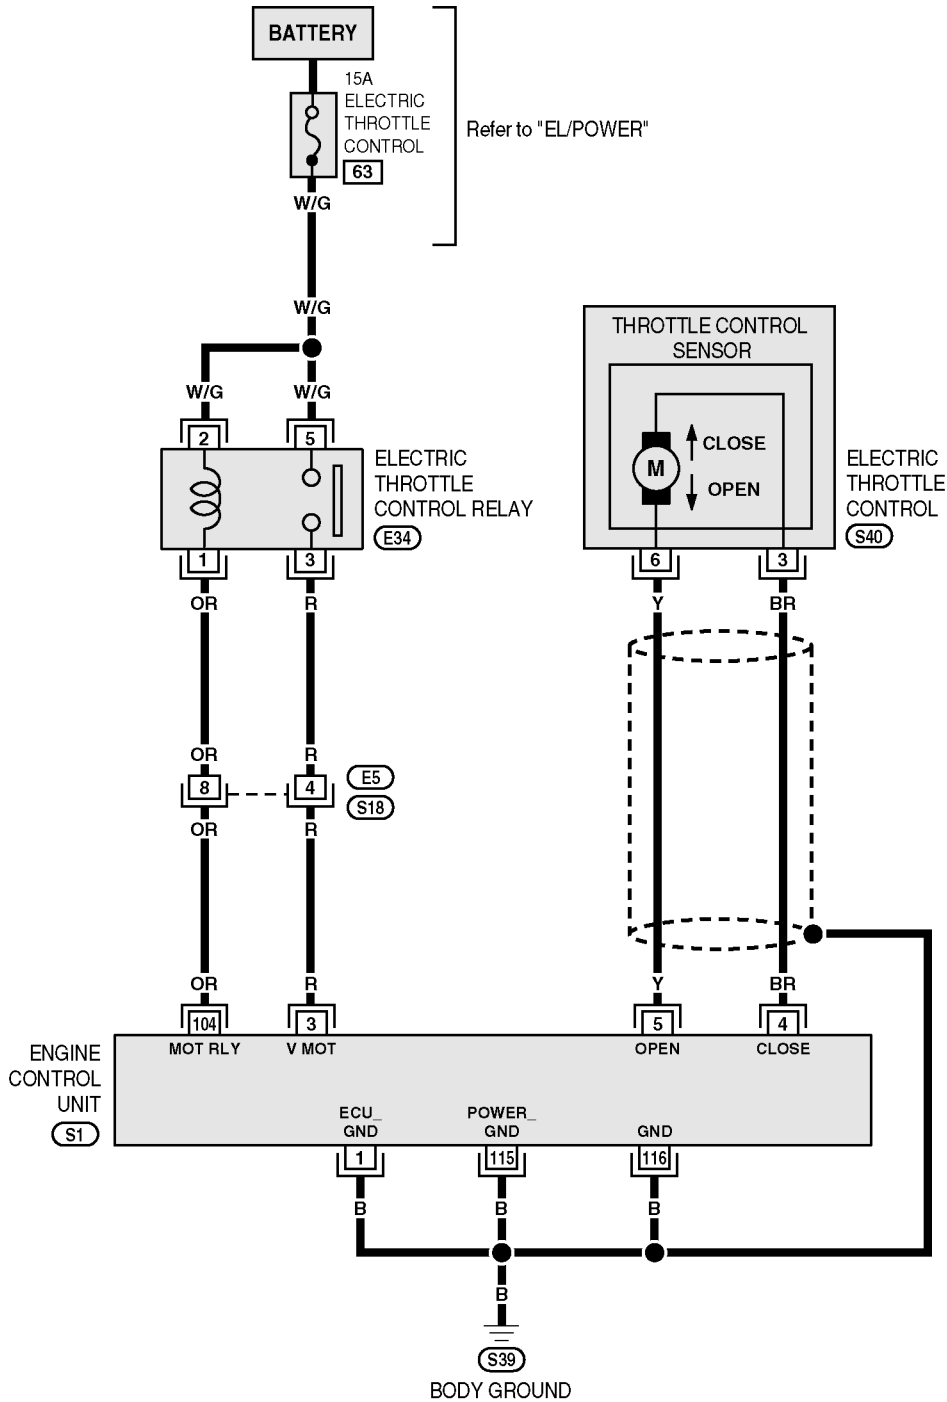 BATTERY
15A
ELECTRIC
THROTTLE
CONTROL
63
Refer to "EL/POWER"
W/G
W/G
W/G
W/G
2
5
ELECTRIC
THROTTLE
CONTROL RELAY
E34
1
3
OR
R
THROTTLE CONTROL
SENSOR
M
CLOSE
OPEN
ELECTRIC
THROTTLE
CONTROL
S40
6
3
Y
BR
OR
R
8
4
E5
S18
OR
R
OR
R
Y
BR
104
3
5
4
MOT RLY
V MOT
OPEN
CLOSE
ENGINE
CONTROL
UNIT
S1
ECU_
GND
POWER_
GND
GND
1
115
116
B
B
B
B
S39
BODY GROUND